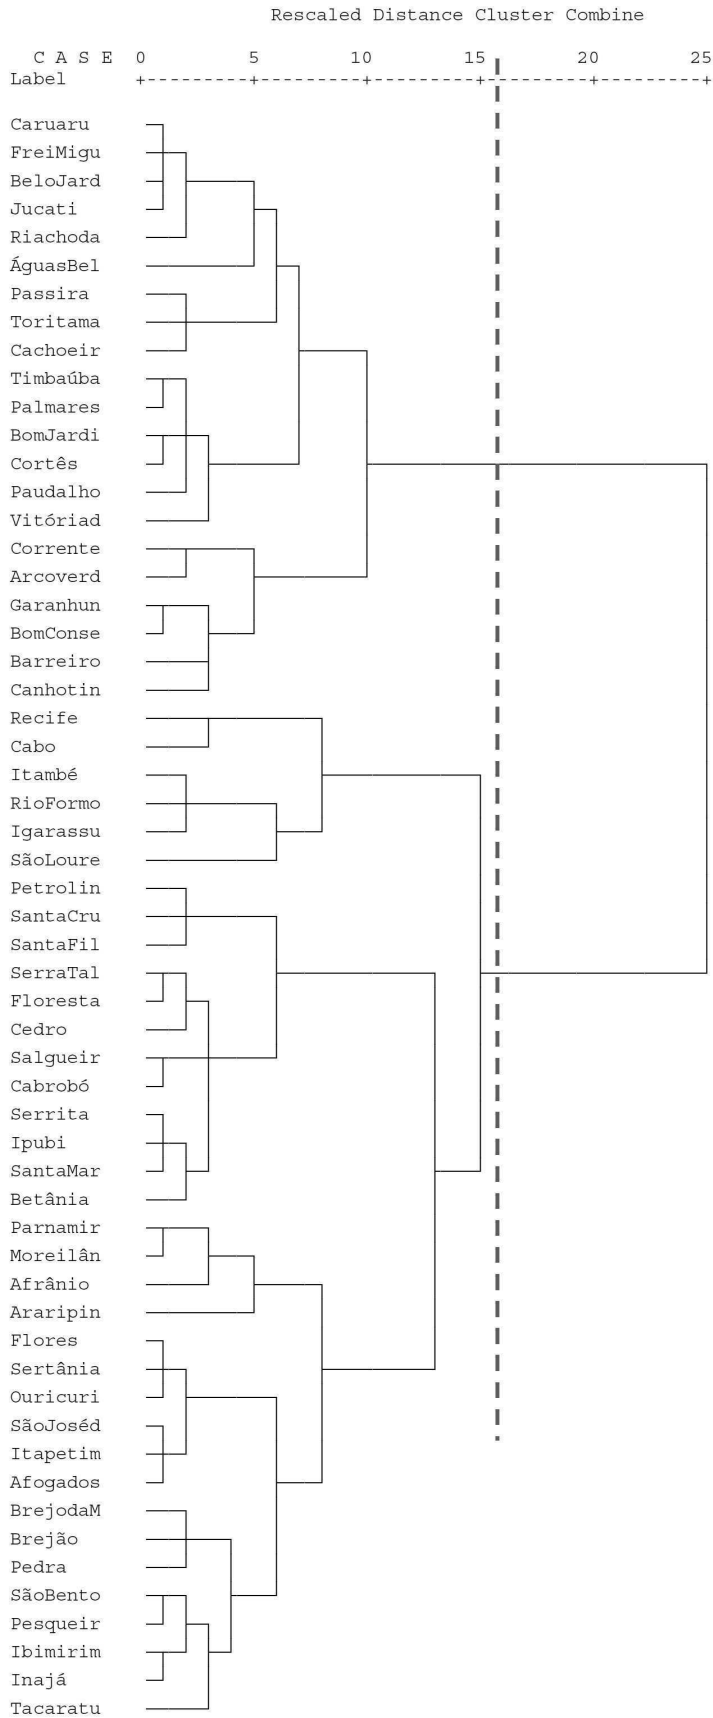 Rescaled Distance Cluster Combine
C A S E 0 5 10 15 20 25
Label +---------+---------+---------+---------+---------+
Caruaru
FreiMigu
BeloJard
Jucati
Riachoda
ÁguasBel
Passira
Toritama
Cachoeir
Timbaúba
Palmares
BomJardi
Cortês
Paudalho
Vitóriad
Corrente
Arcoverd
Garanhun
BomConse
Barreiro
Canhotin
Recife
Cabo
Itambé
RioFormo
Igarassu
SãoLoure
Petrolin
SantaCru
SantaFil
SerraTal
Floresta
Cedro
Salgueir
Cabrobó
Serrita
Ipubi
SantaMar
Betânia
Parnamir
Moreilân
Afrânio
Araripin
Flores
Sertânia
Ouricuri
SãoJoséd
Itapetim
Afogados
BrejodaM
Brejão
Pedra
SãoBento
Pesqueir
Ibimirim
Inajá
Tacaratu